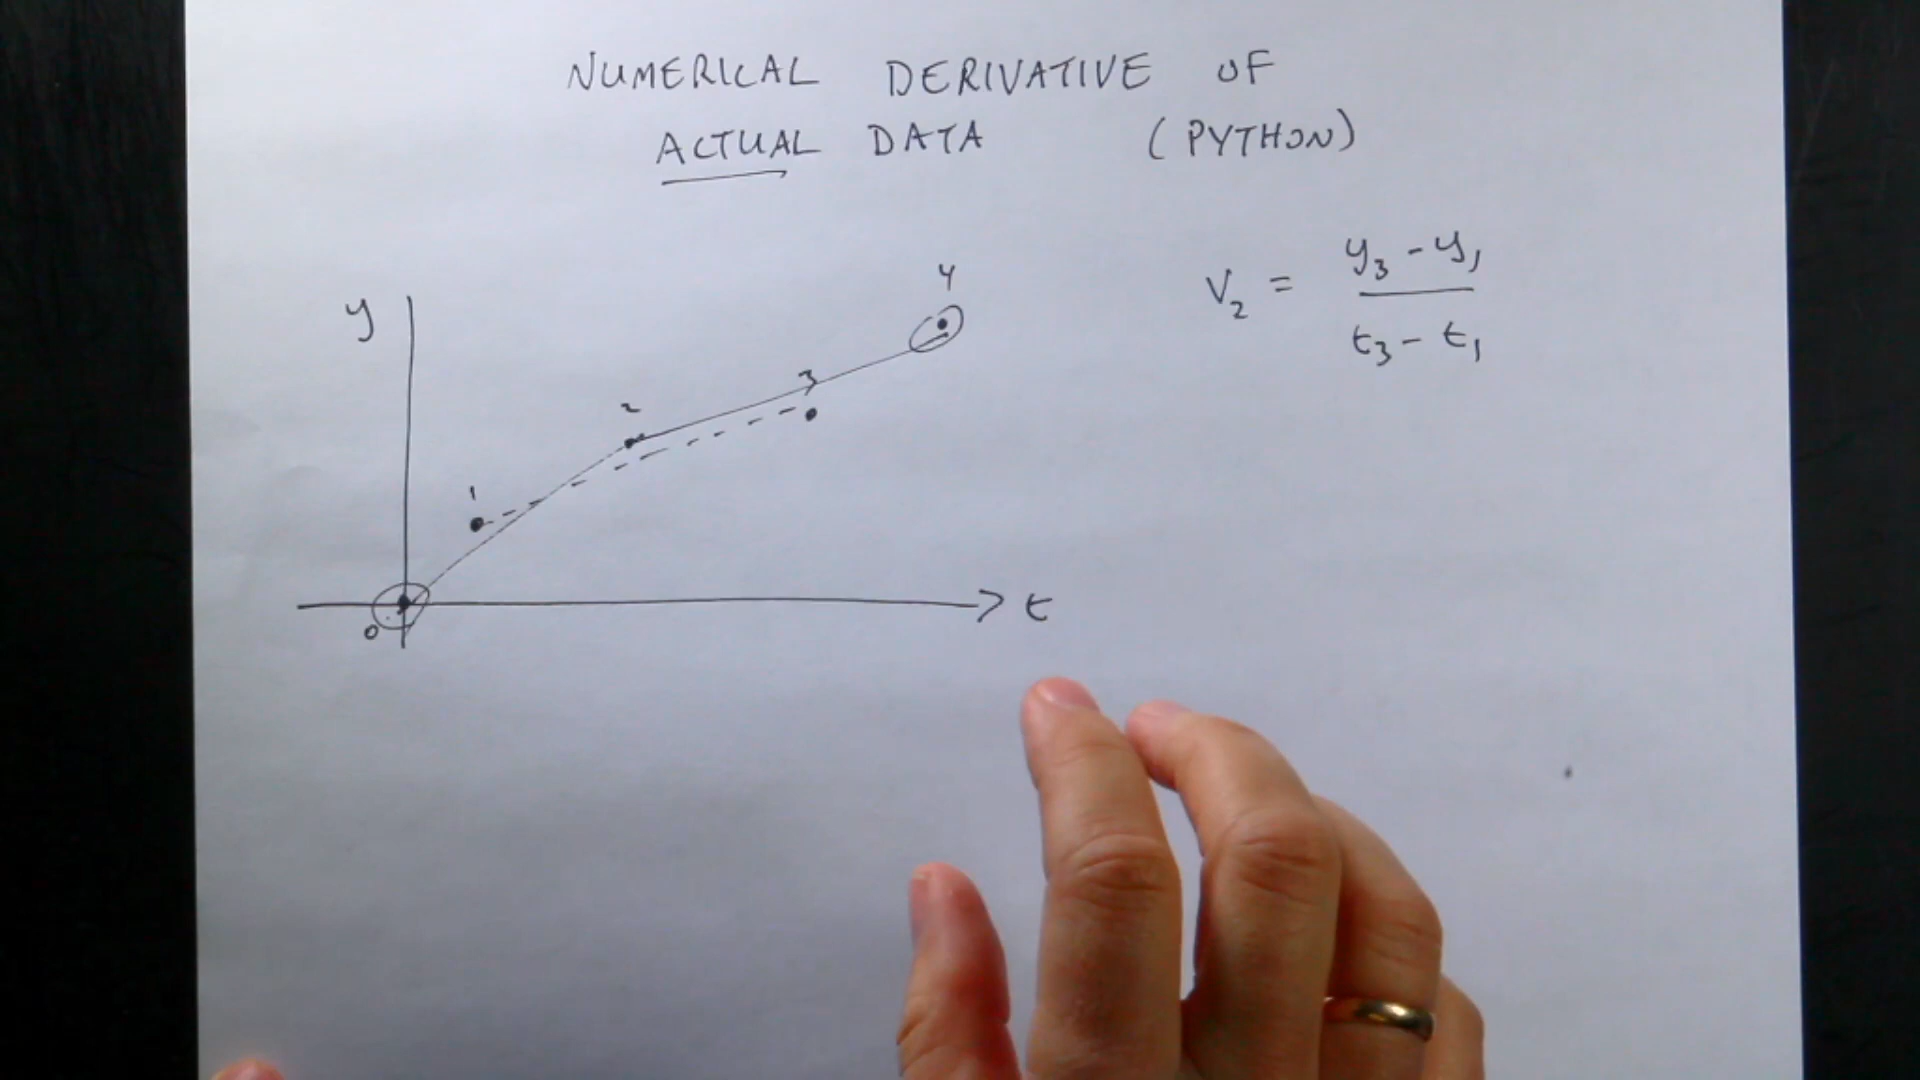 NUMERICAL DERIVATIVE OF
ACTUAL DATA (PYTHON)
V₂ = (y₃ - y₁) / (t₃ - t₁)
y
4
3
2
1
0
t